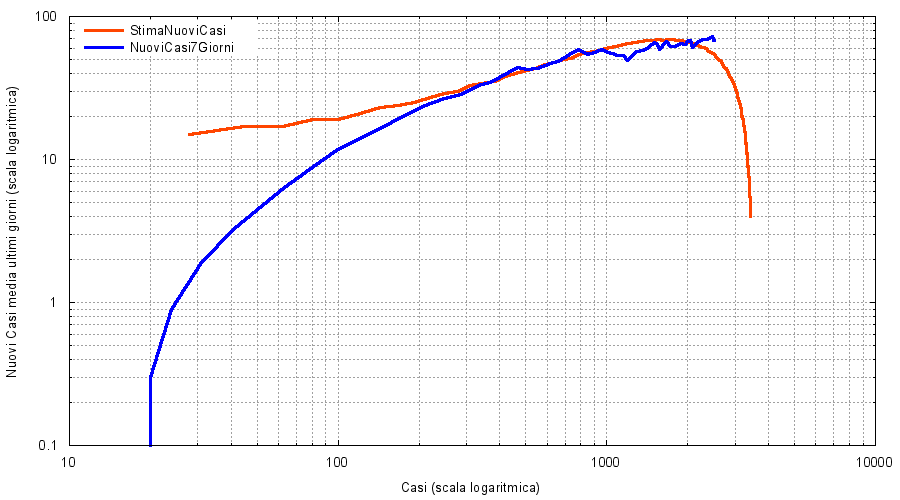 100
StimaNuoviCasi
NuoviCasi7Giorni
10
1
0.1
Nuovi Casi media ultimi giorni (scala logaritmica)
10
100
1000
10000
Casi (scala logaritmica)